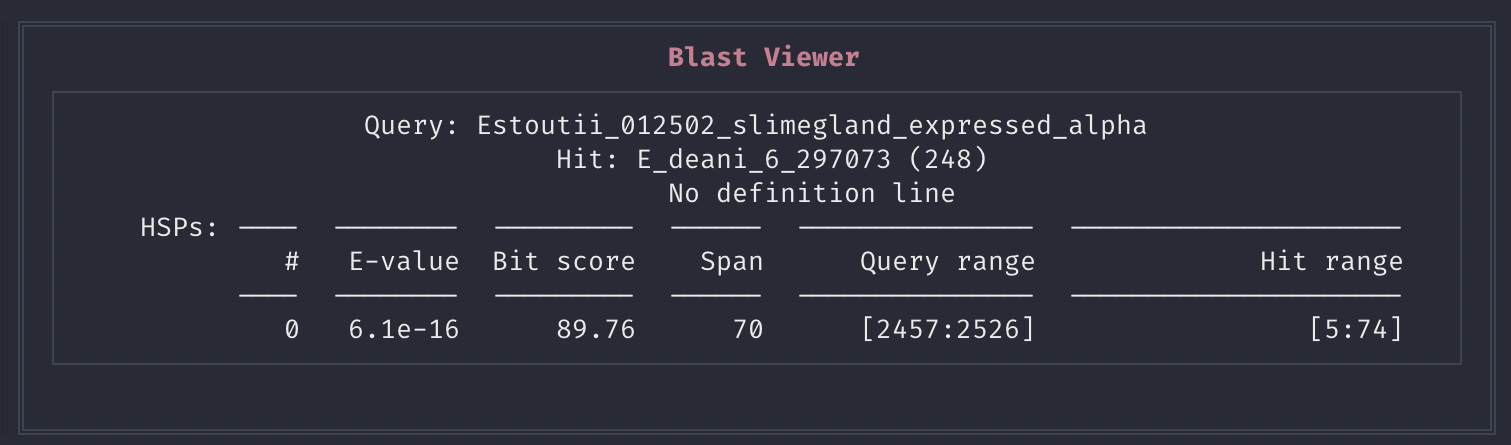 Blast Viewer
Query: Estoutii_012502_slimegland_expressed_alpha
Hit: E_deani_6_297073 (248)
No definition line
HSPs:
# E-value Bit score Span Query range Hit range
0 6.1e-16 89.76 70 [2457:2526] [5:74]